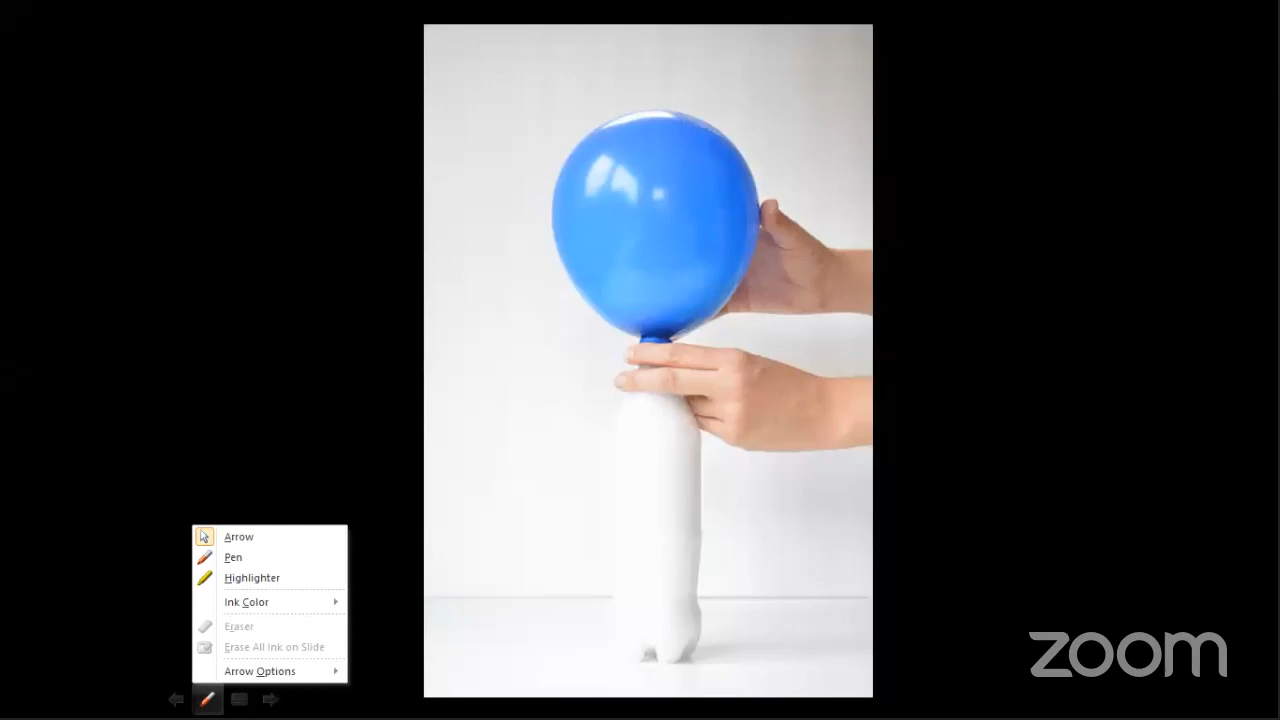 Arrow
Pen
Highlighter
Ink Color
Eraser
Erase All Ink on Slide
Arrow Options
zoom